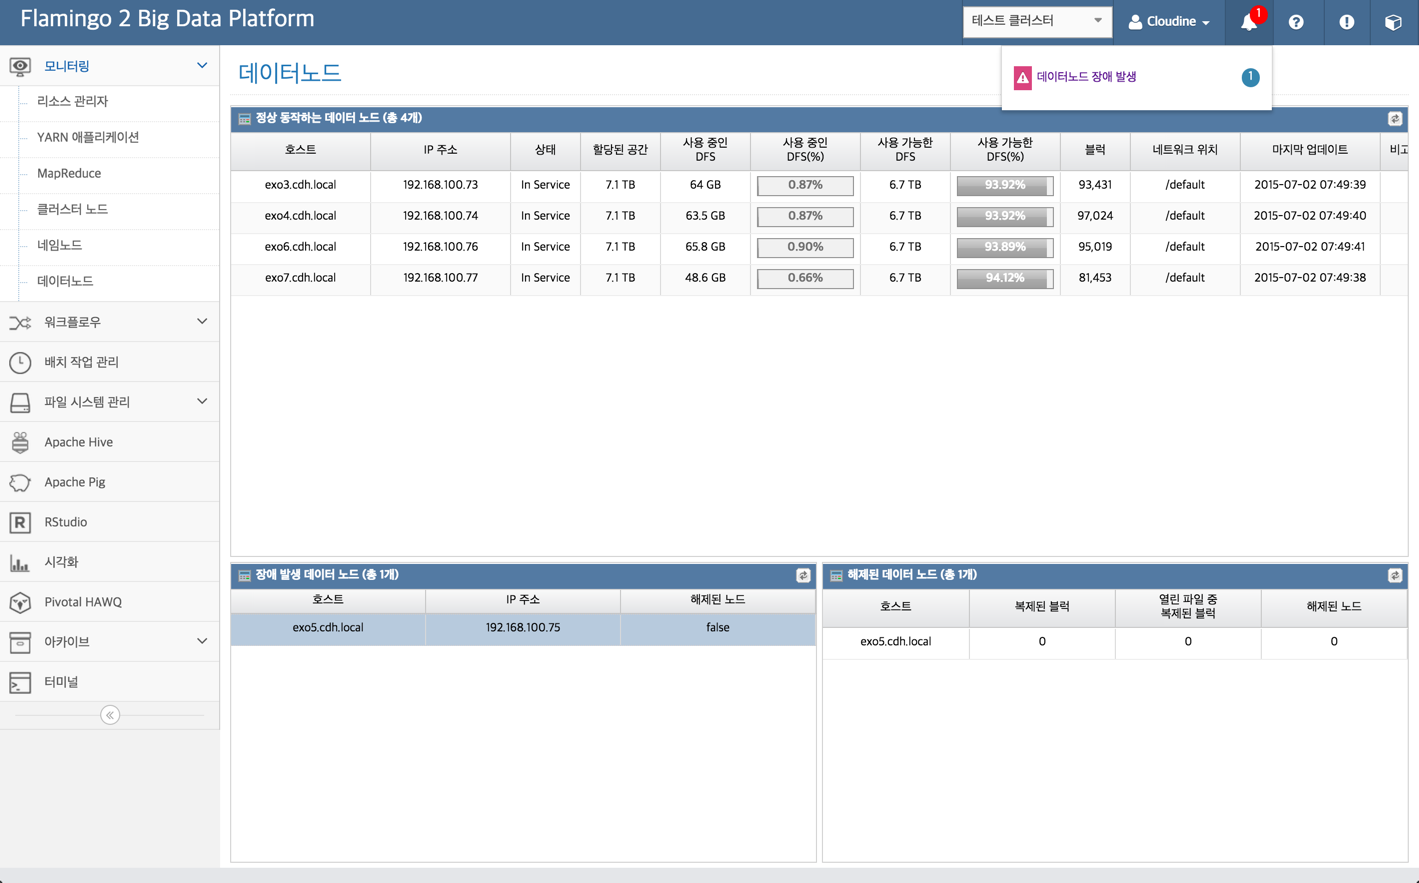 Flamingo 2 Big Data Platform
테스트 클러스터
Cloudine
1
데이터노드 장애 발생
1
모니터링
리소스 관리자
YARN 애플리케이션
MapReduce
클러스터 노드
네임노드
데이터노드
워크플로우
배치 작업 관리
파일 시스템 관리
Apache Hive
Apache Pig
RStudio
시각화
Pivotal HAWQ
아카이브
터미널
데이터노드
정상 동작하는 데이터 노드 (총 4개)
호스트 IP 주소 상태 할당된 공간 사용 중인 DFS 사용 중인 DFS(%) 사용 가능한 DFS 사용 가능한 DFS(%) 블럭 네트워크 위치 마지막 업데이트 비고
exo3.cdh.local 192.168.100.73 In Service 7.1 TB 64 GB 0.87% 6.7 TB 93.92% 93,431 /default 2015-07-02 07:49:39
exo4.cdh.local 192.168.100.74 In Service 7.1 TB 63.5 GB 0.87% 6.7 TB 93.92% 97,024 /default 2015-07-02 07:49:40
exo6.cdh.local 192.168.100.76 In Service 7.1 TB 65.8 GB 0.90% 6.7 TB 93.89% 95,019 /default 2015-07-02 07:49:41
exo7.cdh.local 192.168.100.77 In Service 7.1 TB 48.6 GB 0.66% 6.7 TB 94.12% 81,453 /default 2015-07-02 07:49:38
장애 발생 데이터 노드 (총 1개)
호스트 IP 주소 해제된 노드
exo5.cdh.local 192.168.100.75 false
해제된 데이터 노드 (총 1개)
호스트 복제된 블럭 열린 파일 중 복제된 블럭 해제된 노드
exo5.cdh.local 0 0 0